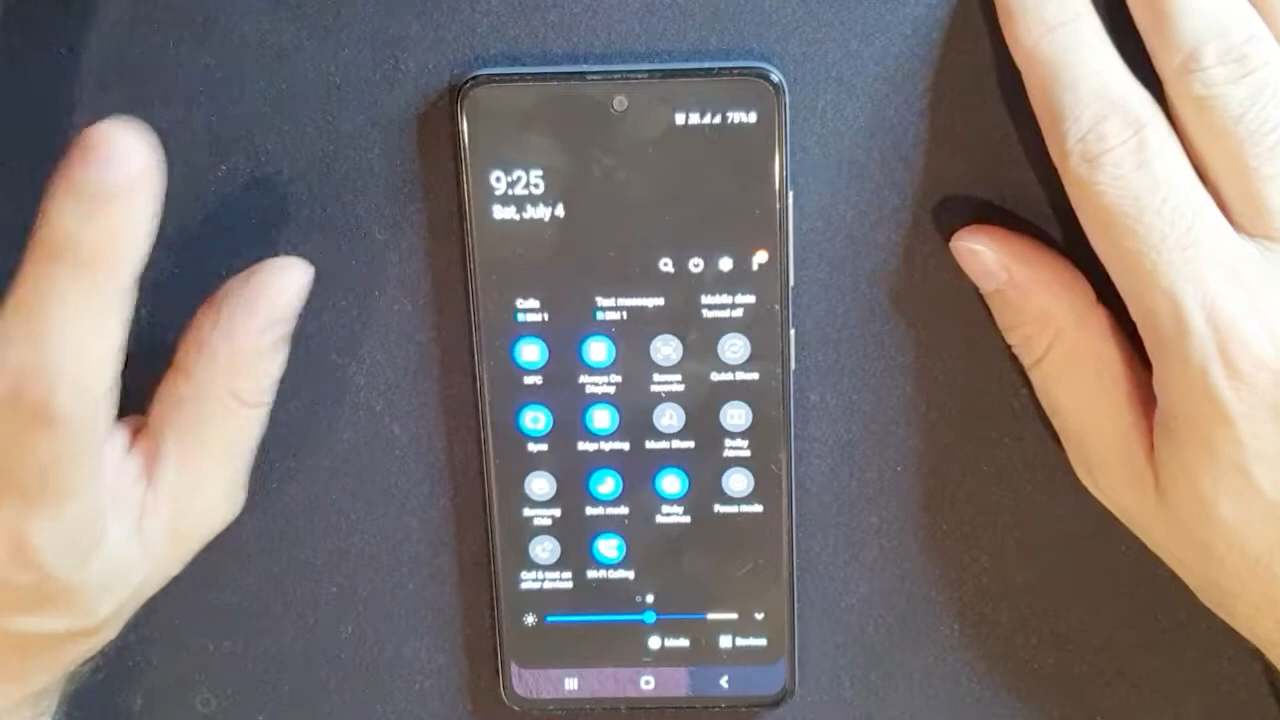 75%
9:25
Sat, July 4
Calls
Text messages
Mobile data
SIM 1
SIM 1
Turned off
NFC
Always On
Display
Screen
recorder
Quick Share
Sync
Edge lighting
Music Share
Dolby
Atmos
Samsung
Kids
Dark mode
Bixby
Routines
Focus mode
Call & text on
other devices
Wi-Fi Calling
Media
Devices